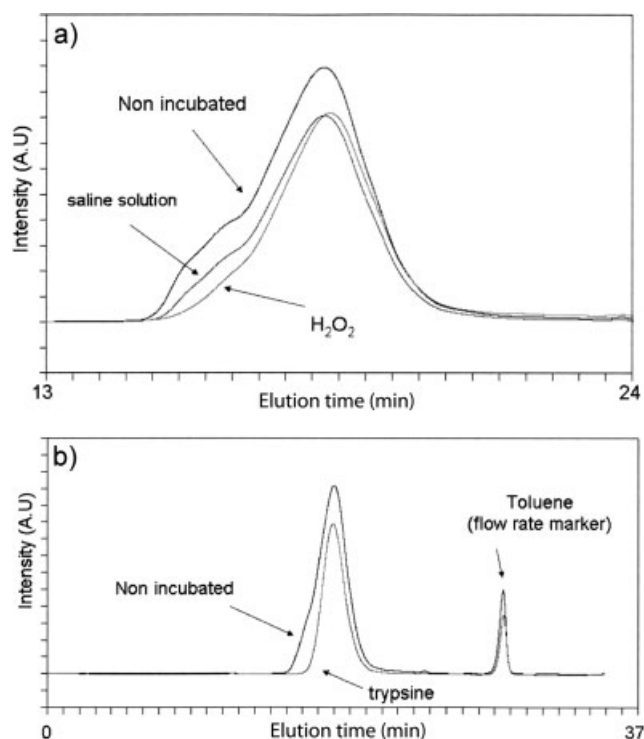 a)
Non incubated
saline solution
H₂O₂
Intensity (A.U)
13
Elution time (min)
24
b)
Toluene
(flow rate marker)
Non incubated
trypsine
Intensity (A.U)
0
Elution time (min)
37